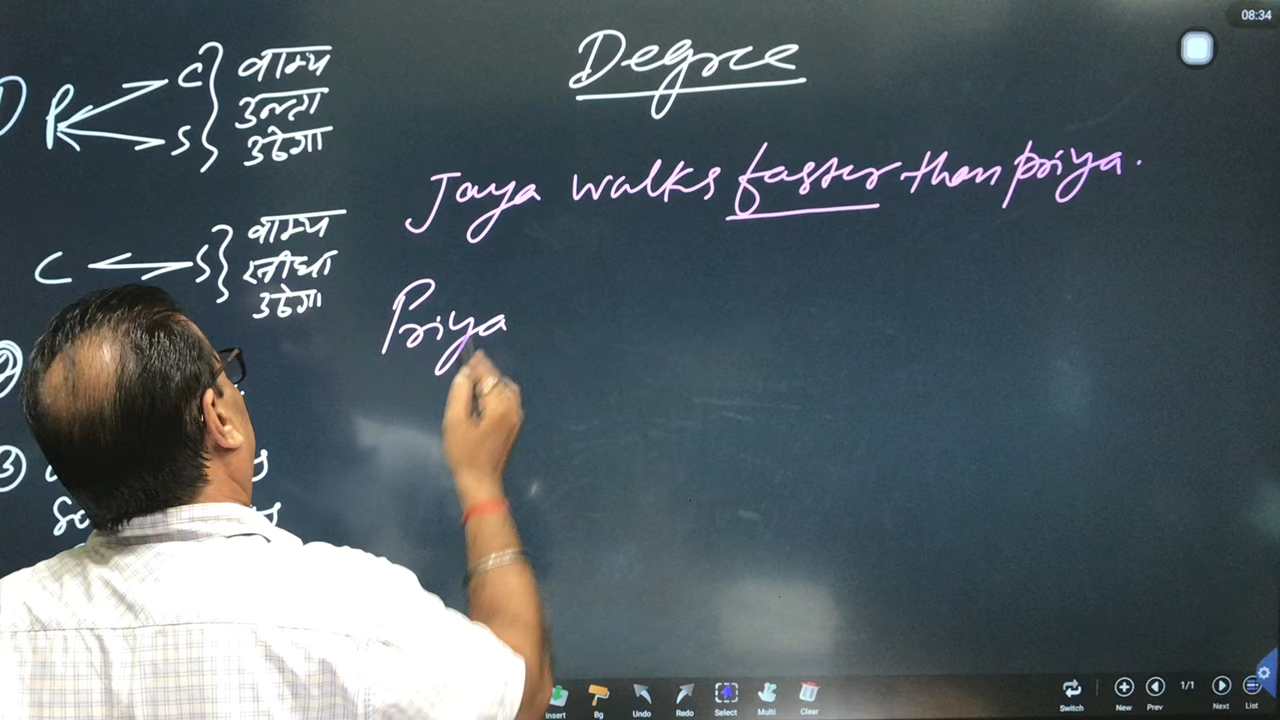 08:34
Degree
P C S वाक्य
उल्टा
उठेगा
Jaya walks faster than priya.
C S वाक्य
सीधा
उठेगा
Priya
Insert Bg Undo Redo Select Multi Clear Switch New Prev 1/1 Next List